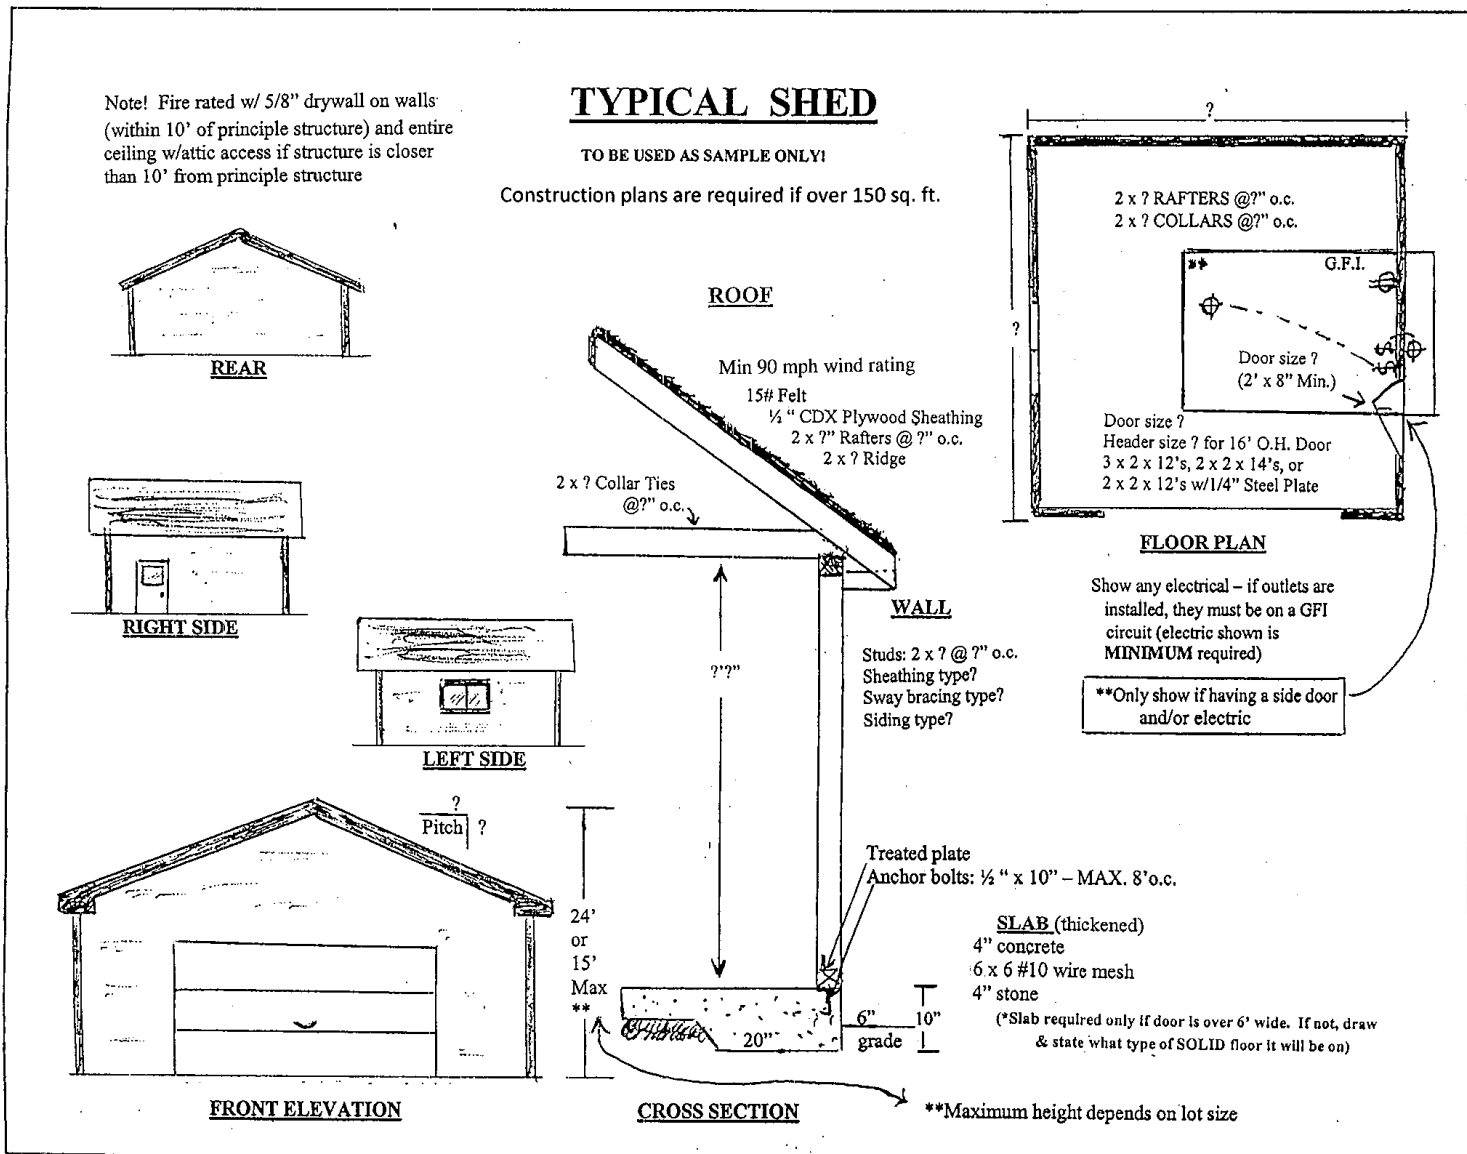 Note! Fire rated w/ 5/8” drywall on walls
(within 10’ of principle structure) and entire
ceiling w/attic access if structure is closer
than 10’ from principle structure
TYPICAL SHED
TO BE USED AS SAMPLE ONLY!
Construction plans are required if over 150 sq. ft.
?
?
2 x ? RAFTERS @?” o.c.
2 x ? COLLARS @?” o.c.
**
G.F.I.
$
$
Door size ?
(2’ x 8” Min.)
Door size ?
Header size ? for 16’ O.H. Door
3 x 2 x 12’s, 2 x 2 x 14’s, or
2 x 2 x 12’s w/1/4” Steel Plate
FLOOR PLAN
Show any electrical – if outlets are
installed, they must be on a GFI
circuit (electric shown is
MINIMUM required)
**Only show if having a side door
and/or electric
REAR
RIGHT SIDE
LEFT SIDE
ROOF
Min 90 mph wind rating
15# Felt
½ “ CDX Plywood Sheathing
2 x ?” Rafters @ ?” o.c.
2 x ? Ridge
2 x ? Collar Ties
@?” o.c.
?’?”
WALL
Studs: 2 x ? @ ?” o.c.
Sheathing type?
Sway bracing type?
Siding type?
?
Pitch ?
24’
or
15’
Max
**
FRONT ELEVATION
Treated plate
Anchor bolts: ½ “ x 10” – MAX. 8’o.c.
SLAB (thickened)
4” concrete
6 x 6 #10 wire mesh
4” stone
(*Slab required only if door is over 6’ wide. If not, draw
& state what type of SOLID floor it will be on)
6”
10”
20”
grade
CROSS SECTION
**Maximum height depends on lot size